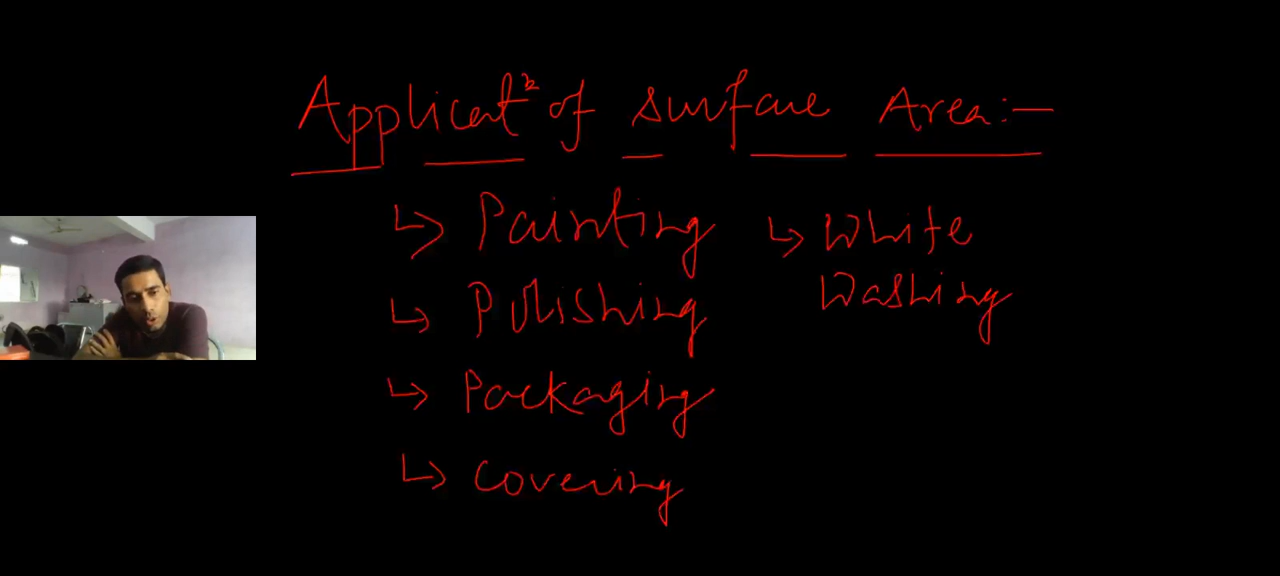 Applicatⁿ of surface Area:-
↳ Painting
↳ Polishing
↳ Packaging
↳ Covering
↳ White
Washing